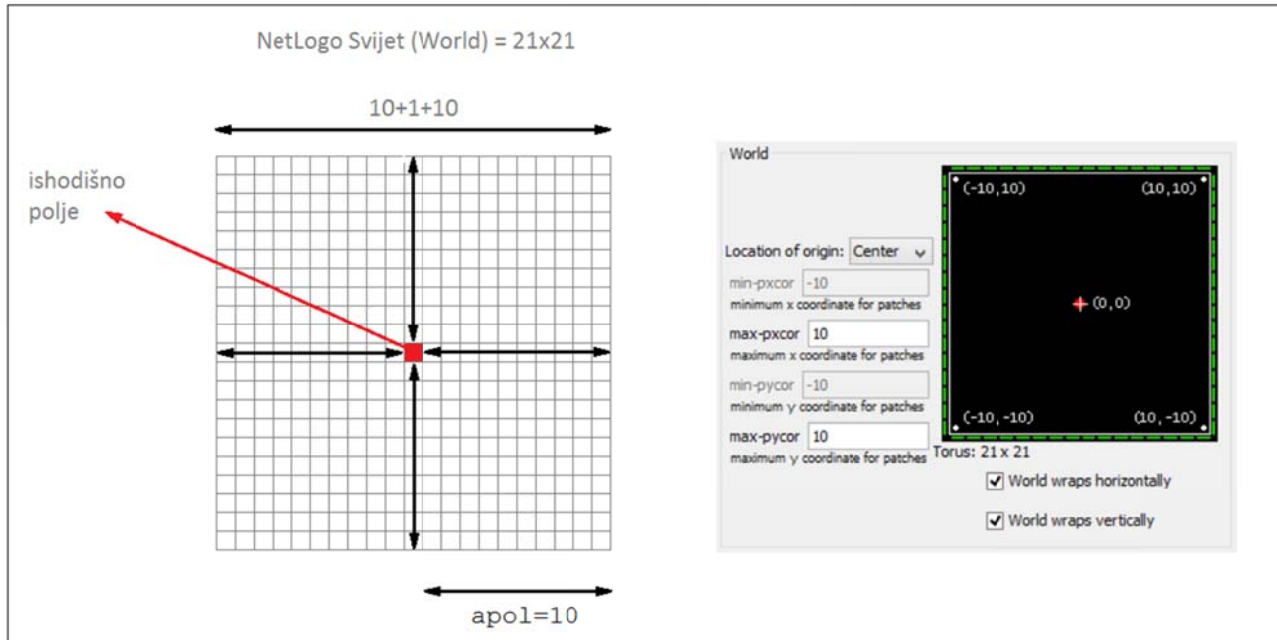 NetLogo Svijet (World) = 21x21
10+1+10
ishodišno
polje
apol=10
World
Location of origin: Center
min-pxcor -10
minimum x coordinate for patches
max-pxcor 10
maximum x coordinate for patches
min-pycor -10
minimum y coordinate for patches
max-pycor 10
maximum y coordinate for patches
(-10,10)
(10,10)
(0,0)
(-10,-10)
(10,-10)
Torus: 21 x 21
World wraps horizontally
World wraps vertically